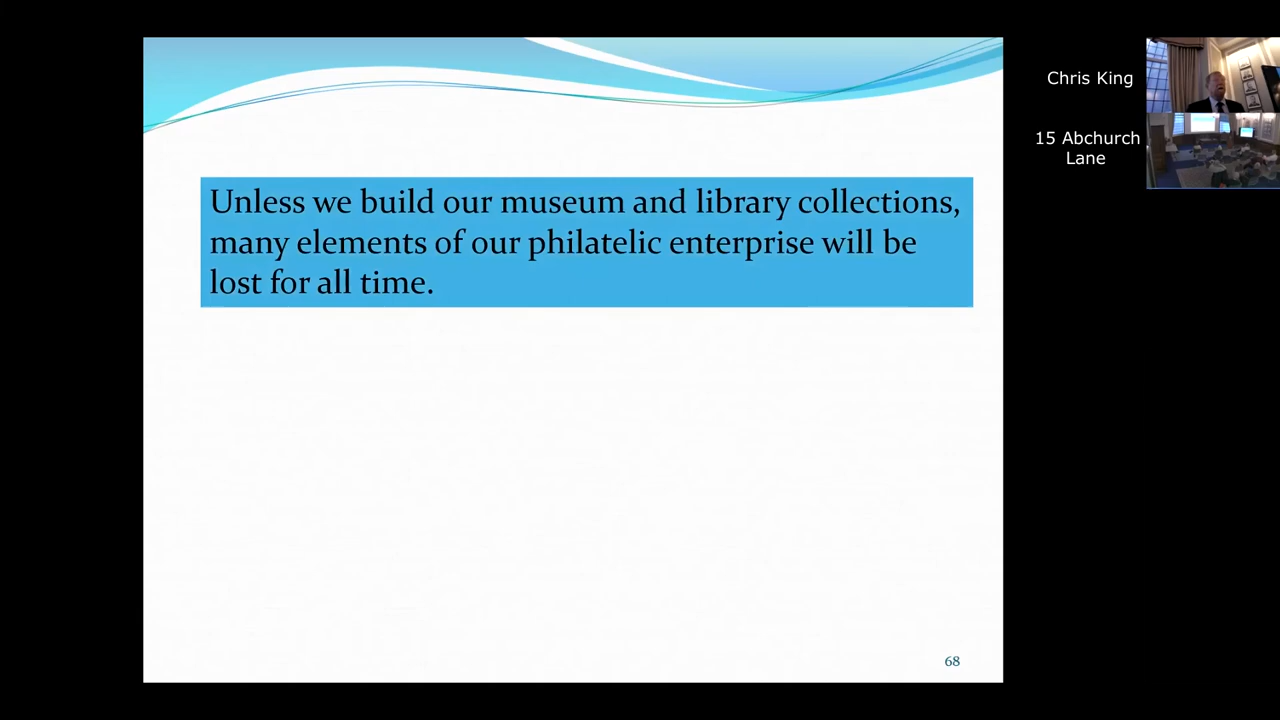 Unless we build our museum and library collections,
many elements of our philatelic enterprise will be
lost for all time.
68
Chris King
15 Abchurch
Lane